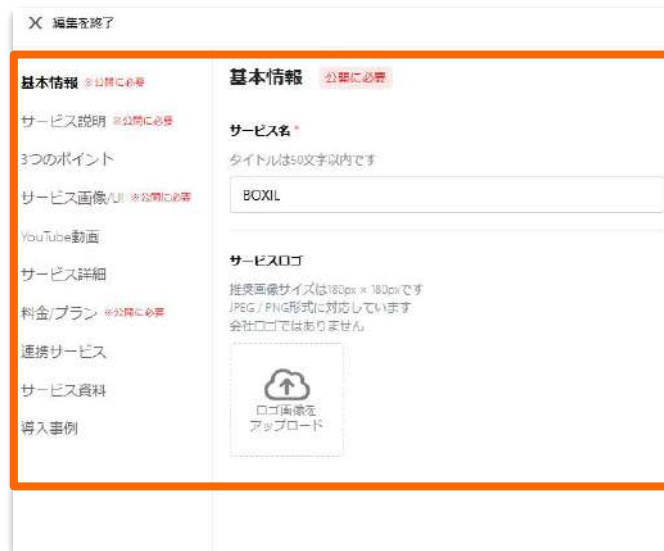 × 編集を終了
基本情報 ※公開に必要
サービス説明 ※公開に必要
3つのポイント
サービス画像/UI ※公開に必要
YouTube動画
サービス詳細
料金/プラン ※公開に必要
連携サービス
サービス資料
導入事例
基本情報 公開に必要
サービス名*
タイトルは50文字以内です
BOXIL
サービスロゴ
推奨画像サイズは180px × 180pxです
JPEG / PNG形式に対応しています
会社ロゴではありません
ロゴ画像を
アップロード